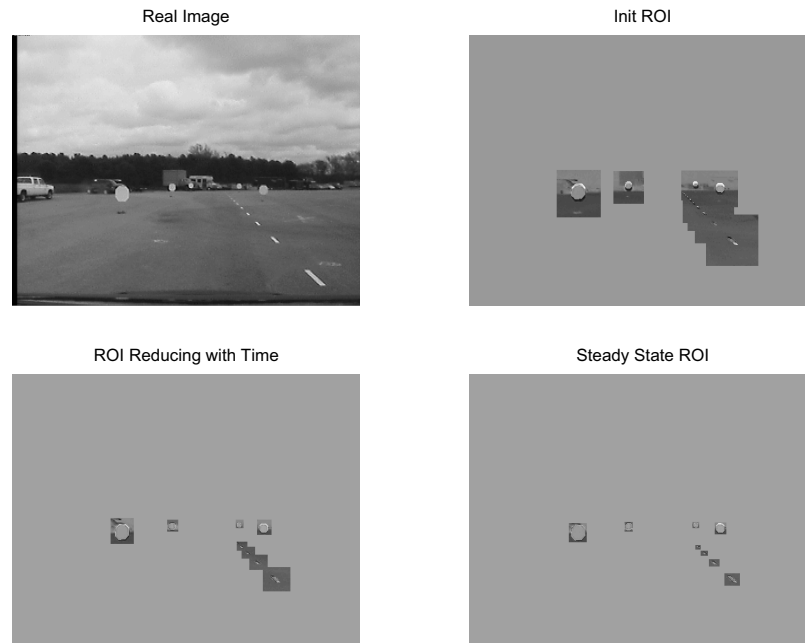 Real Image
Init ROI
ROI Reducing with Time
Steady State ROI